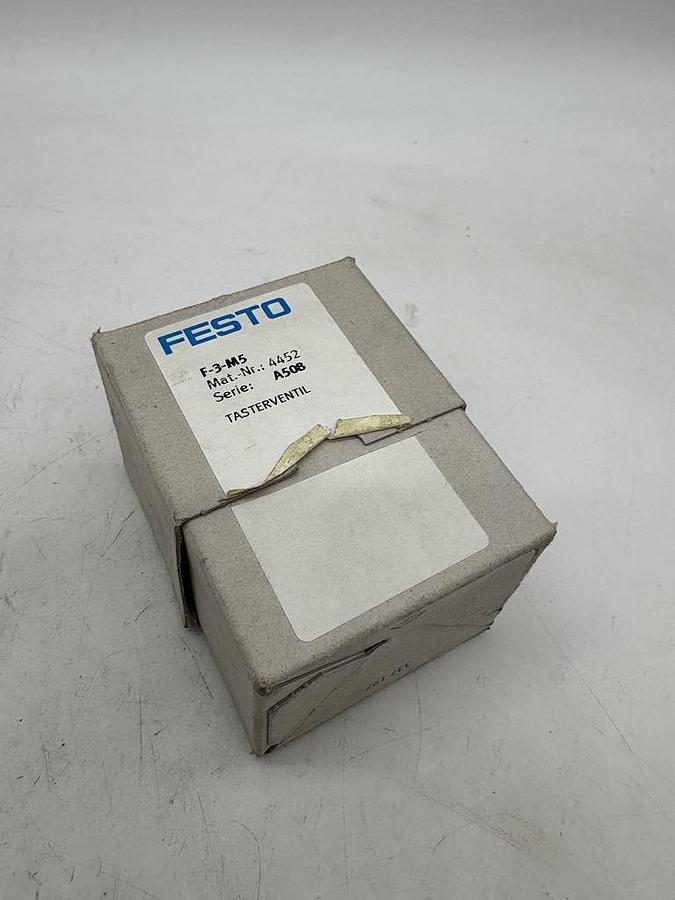 FESTO
F-3-M5
Mat.-Nr.: 4452
Serie: A508
TASTERVENTIL